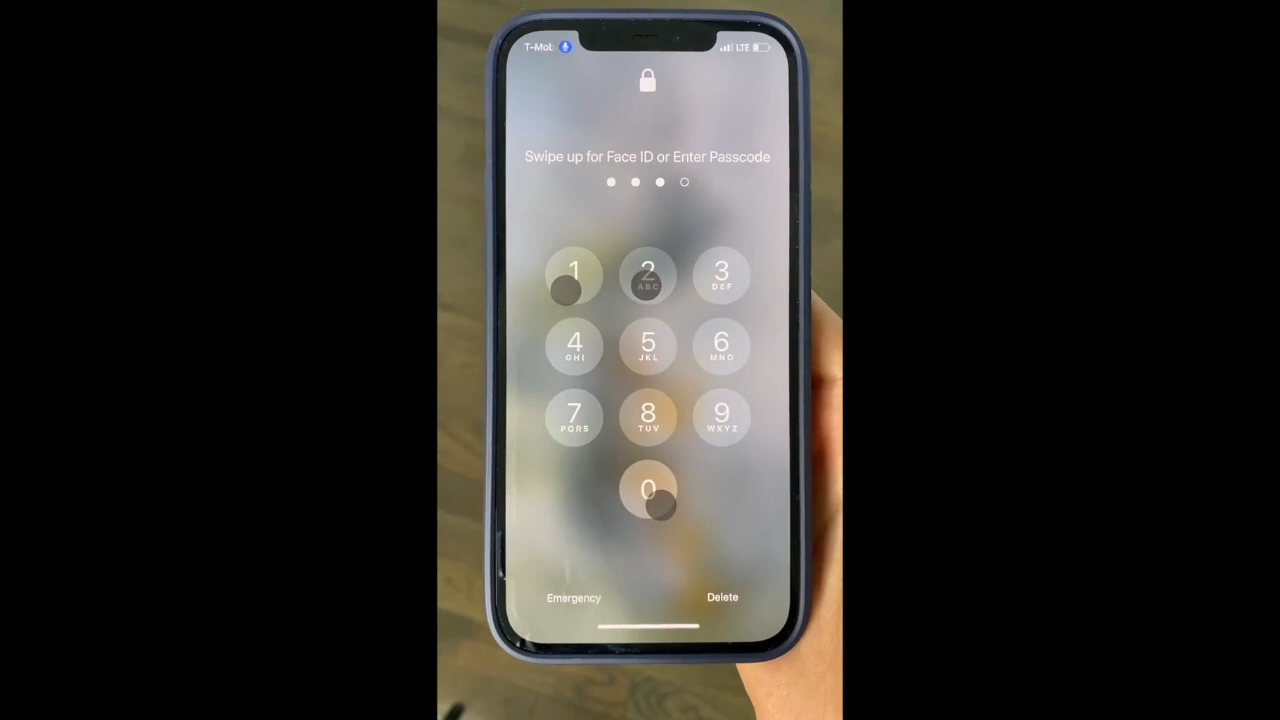 T-Mob LTE
Swipe up for Face ID or Enter Passcode
1 2 3
ABC DEF
4 5 6
GHI JKL MNO
7 8 9
PQRS TUV WXYZ
0
Emergency Delete